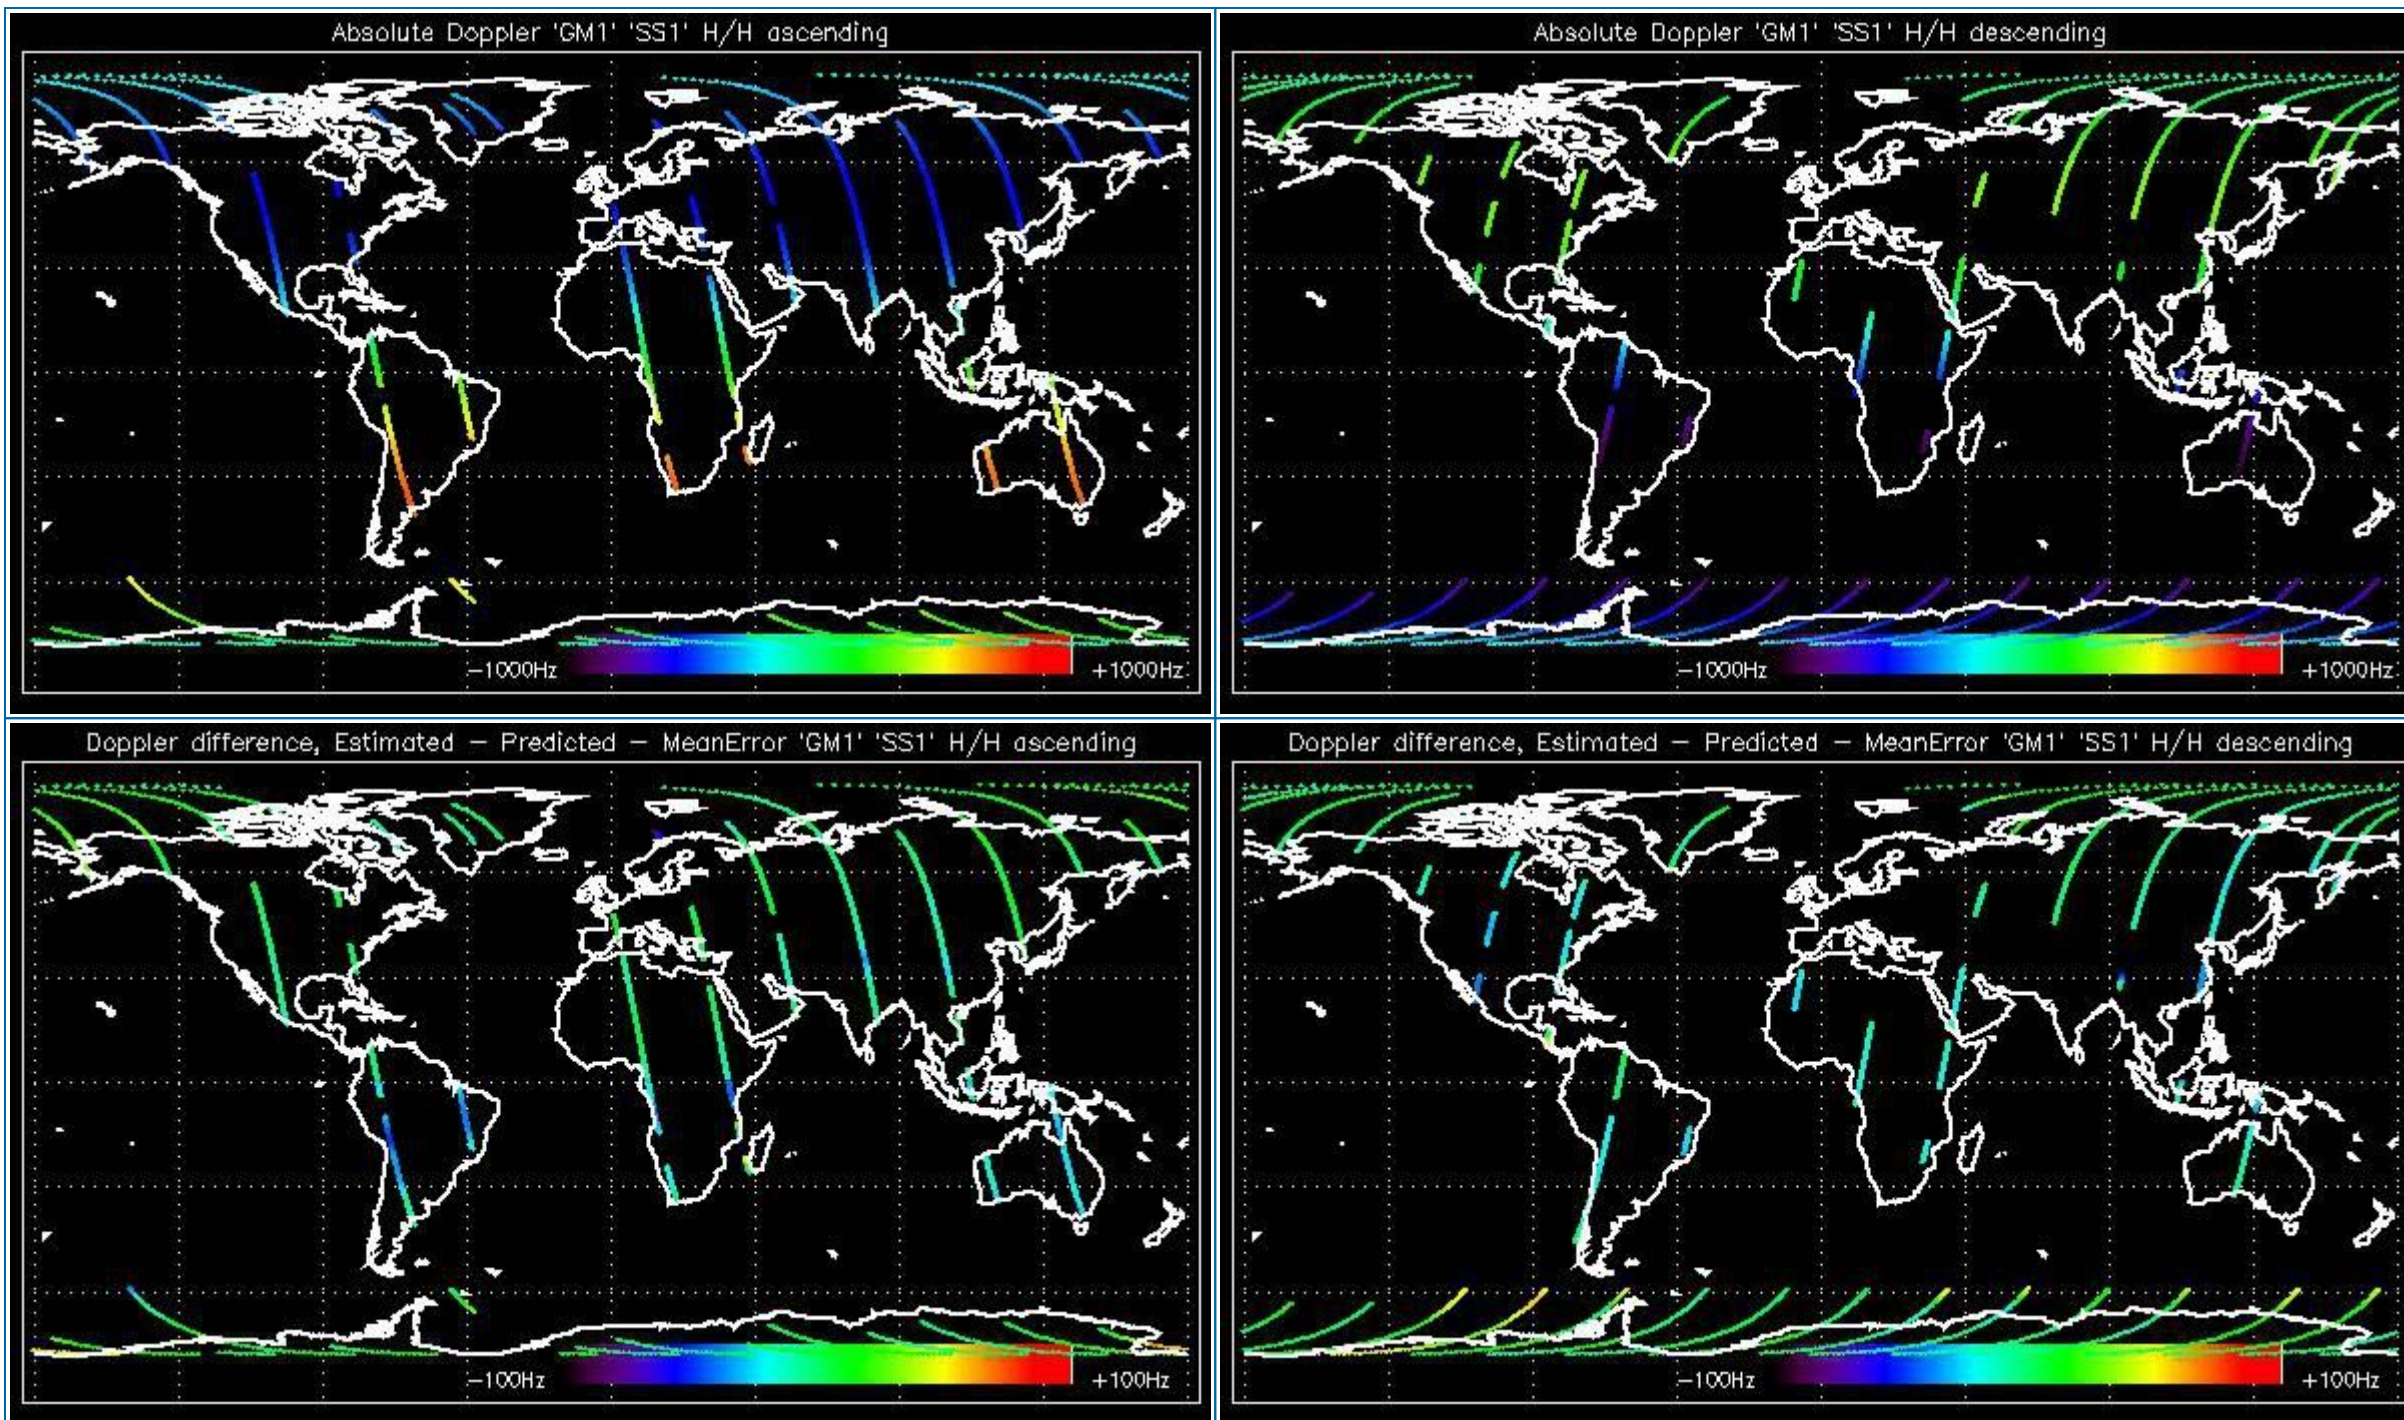 Absolute Doppler 'GM1' 'SS1' H/H ascending
−1000Hz +1000Hz
Absolute Doppler 'GM1' 'SS1' H/H descending
−1000Hz +1000Hz
Doppler difference, Estimated − Predicted − MeanError 'GM1' 'SS1' H/H ascending
−100Hz +100Hz
Doppler difference, Estimated − Predicted − MeanError 'GM1' 'SS1' H/H descending
−100Hz +100Hz